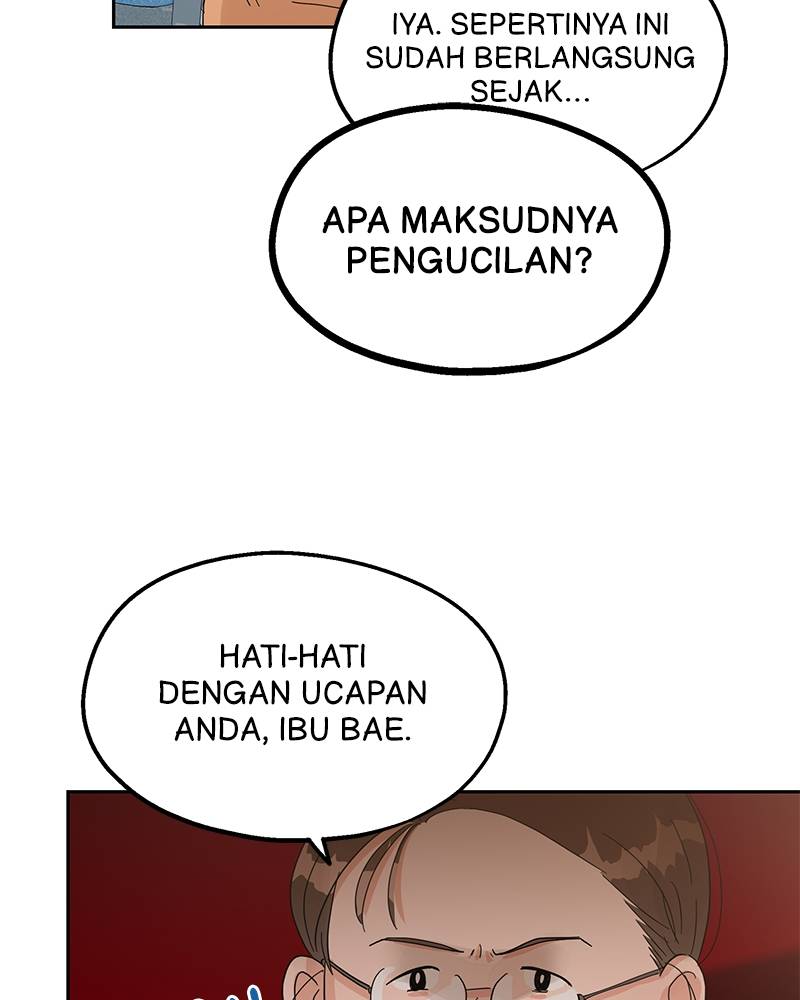 IYA. SEPERTINYA INI
SUDAH BERLANGSUNG
SEJAK...
APA MAKSUDNYA
PENGUCILAN?
HATI-HATI
DENGAN UCAPAN
ANDA, IBU BAE.